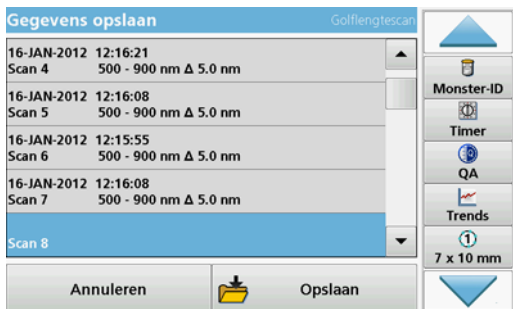 Gegevens opslaan
Golflengtescan
16-JAN-2012 12:16:21
Scan 4 500 - 900 nm Δ 5.0 nm
16-JAN-2012 12:16:08
Scan 5 500 - 900 nm Δ 5.0 nm
16-JAN-2012 12:15:55
Scan 6 500 - 900 nm Δ 5.0 nm
16-JAN-2012 12:16:08
Scan 7 500 - 900 nm Δ 5.0 nm
Scan 8
Annuleren
Opslaan
Monster-ID
Timer
QA
Trends
1
7 x 10 mm